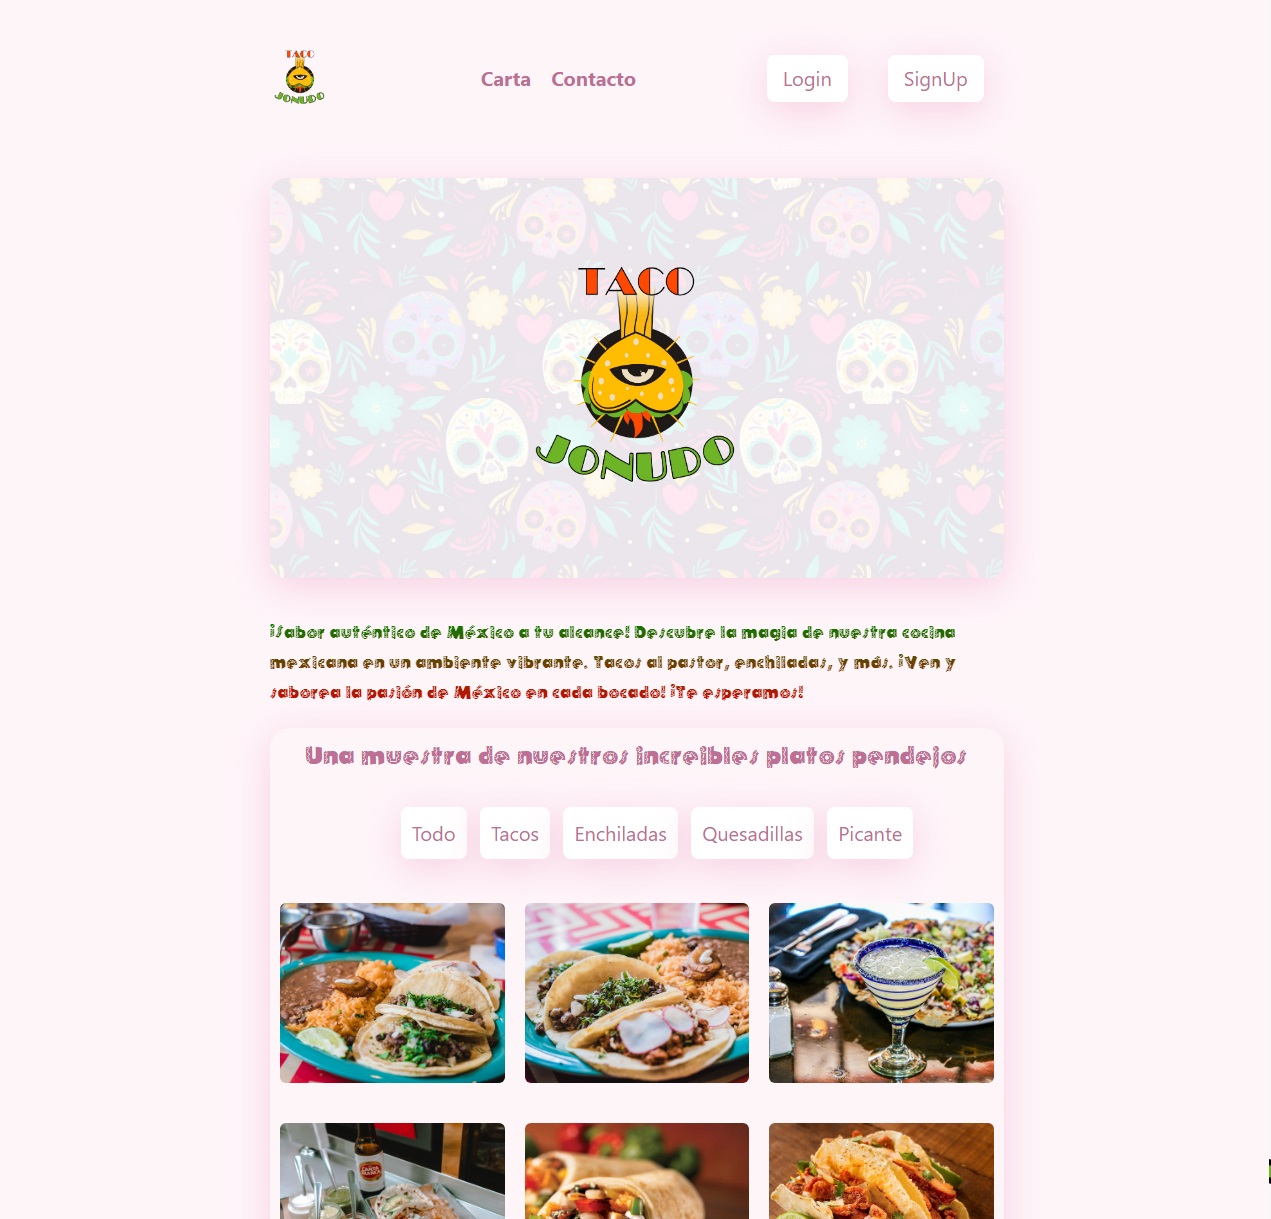 TACO
JONUDO
Carta Contacto
Login SignUp
TACO
JONUDO
¡Sabor auténtico de México a tu alcance! Descubre la magia de nuestra cocina
mexicana en un ambiente vibrante. Tacos al pastor, enchiladas, y más. ¡Ven y
saborea la pasión de México en cada bocado! ¡Te esperamos!
Una muestra de nuestros increibles platos pendejos
Todo Tacos Enchiladas Quesadillas Picante